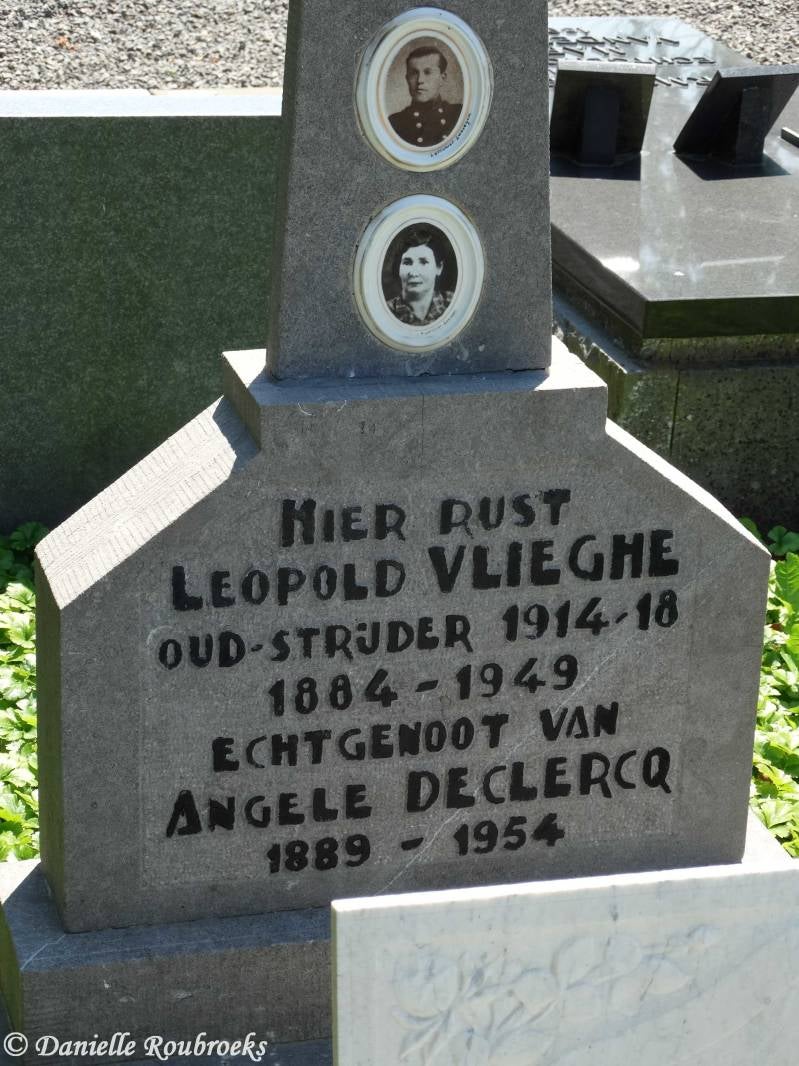 HIER RUST
LEOPOLD VLIEGHE
OUD-STRIJDER 1914-18
1884 - 1949
ECHTGENOOT VAN
ANGELE DECLERCQ
1889 - 1954
© Danielle Roubroeks